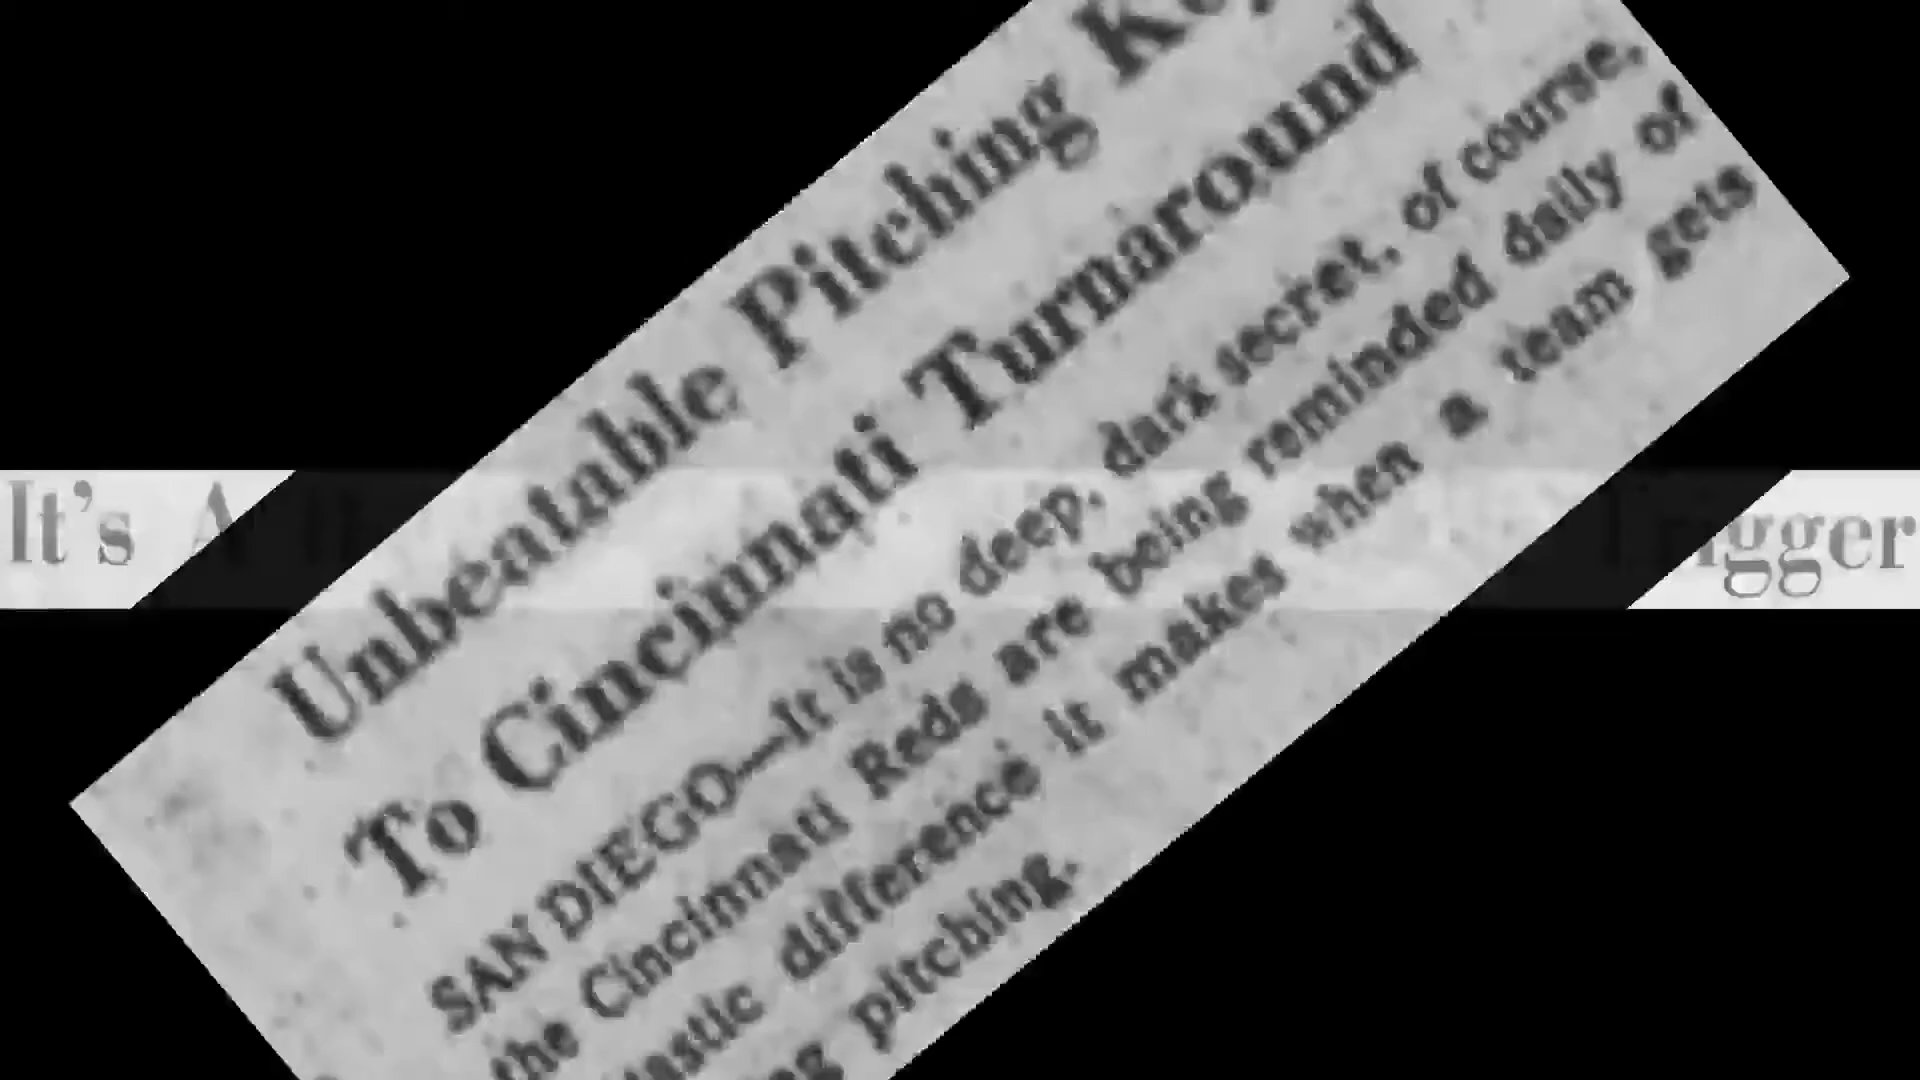 Unbeatable Pitching
To Cincinnati Turnaround
SAN DIEGO—It is no deep, dark secret, of course,
the Cincinnati Reds are being reminded daily of
difference it makes when a team gets
pitching.
It's